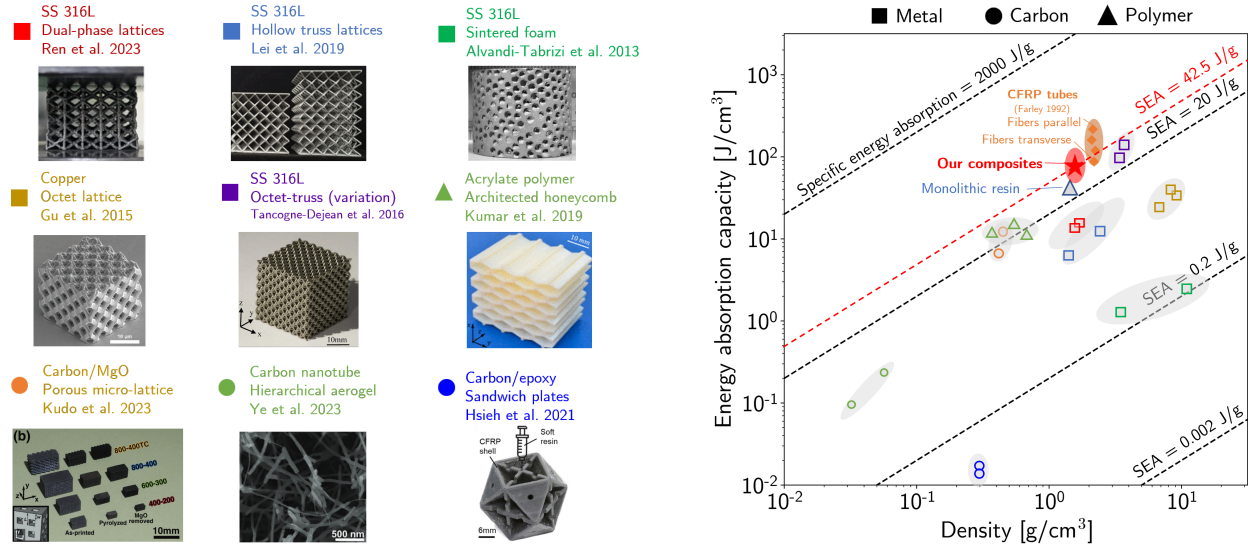 SS 316L
Dual-phase lattices
Ren et al. 2023
SS 316L
Hollow truss lattices
Lei et al. 2019
SS 316L
Sintered foam
Alvandi-Tabrizi et al. 2013
Copper
Octet lattice
Gu et al. 2015
SS 316L
Octet-truss (variation)
Tancogne-Dejean et al. 2016
z
y
x
10mm
Acrylate polymer
Architected honeycomb
Kumar et al. 2019
10 mm
Carbon/MgO
Porous micro-lattice
Kudo et al. 2023
(b)
800-400TC
800-400
600-300
400-200
As-printed
Pyrolyzed
MgO
removed
10mm
Carbon nanotube
Hierarchical aerogel
Ye et al. 2023
500 nm
Carbon/epoxy
Sandwich plates
Hsieh et al. 2021
CFRP
shell
Soft
resin
6mm
Metal
Carbon
Polymer
Energy absorption capacity [J/cm³]
10³
10²
10¹
10⁰
10⁻¹
10⁻²
Specific energy absorption = 2000 J/g
SEA = 42.5 J/g
SEA = 20 J/g
CFRP tubes
(Farley 1992)
Fibers parallel
Fibers transverse
Our composites
Monolithic resin
SEA = 0.2 J/g
SEA = 0.002 J/g
10⁻²
10⁻¹
10⁰
10¹
Density [g/cm³]